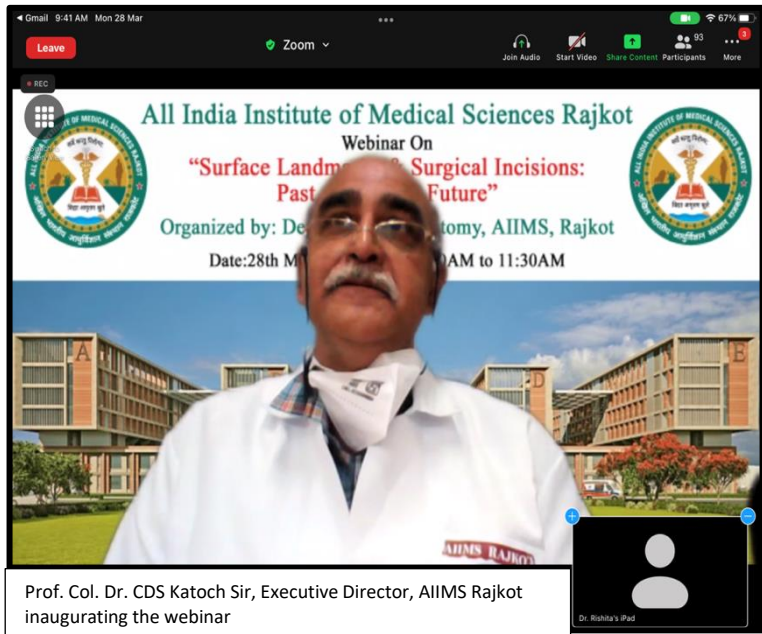 Gmail 9:41 AM Mon 28 Mar
67%
Leave
Zoom
Join Audio
Start Video
Share Content
93
Participants
3
More
REC
All India Institute of Medical Sciences Rajkot
Webinar On
“Surface Landm & Surgical Incisions:
Past Future”
Organized by: De tomy, AIIMS, Rajkot
Date:28th M AM to 11:30AM
A
D
E
AIIMS RAJKOT
Prof. Col. Dr. CDS Katoch Sir, Executive Director, AIIMS Rajkot
inaugurating the webinar
Dr. Rishita's iPad